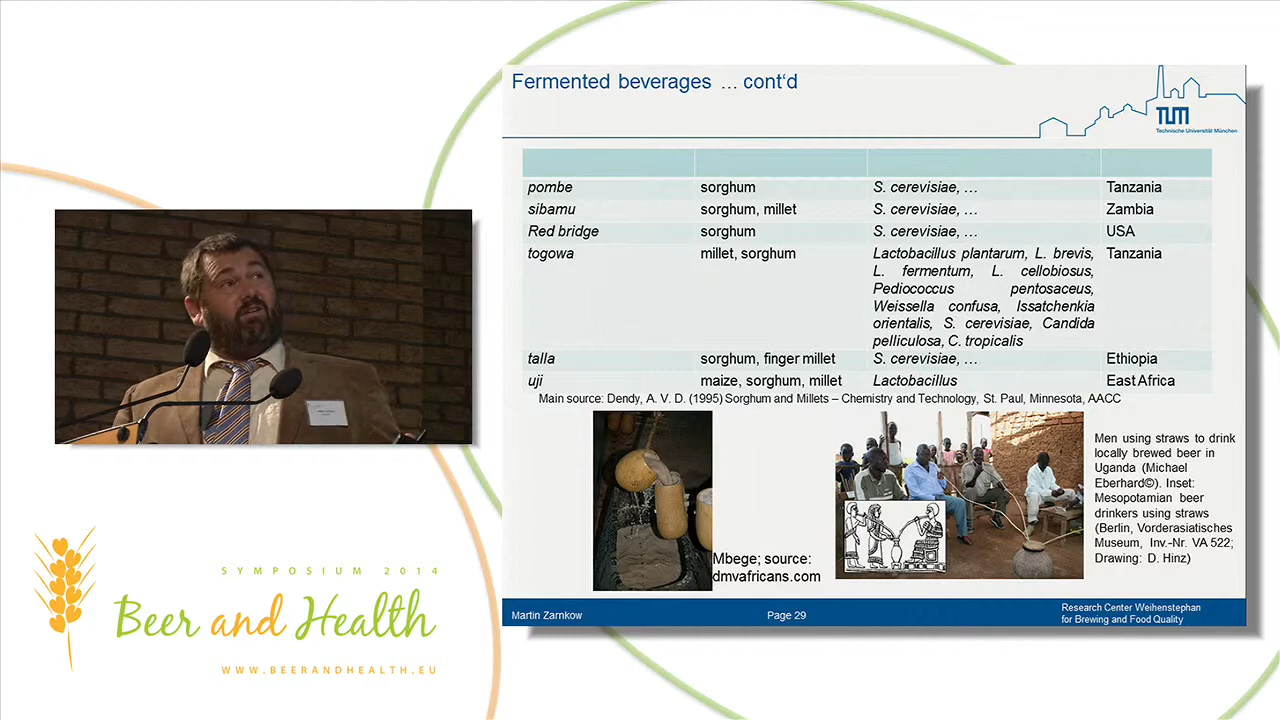 Fermented beverages ... cont'd
TUM
Technische Universität München
pombe sorghum S. cerevisiae, … Tanzania
sibamu sorghum, millet S. cerevisiae, … Zambia
Red bridge sorghum S. cerevisiae, … USA
togowa millet, sorghum Lactobacillus plantarum, L. brevis, Tanzania
L. fermentum, L. cellobiosus,
Pediococcus pentosaceus,
Weissella confusa, Issatchenkia
orientalis, S. cerevisiae, Candida
pelliculosa, C. tropicalis
talla sorghum, finger millet S. cerevisiae, … Ethiopia
uji maize, sorghum, millet Lactobacillus East Africa
Main source: Dendy, A. V. D. (1995) Sorghum and Millets – Chemistry and Technology, St. Paul, Minnesota, AACC
Mbege; source:
dmvafricans.com
Men using straws to drink
locally brewed beer in
Uganda (Michael
Eberhard©). Inset:
Mesopotamian beer
drinkers using straws
(Berlin, Vorderasiatisches
Museum, Inv.-Nr. VA 522;
Drawing: D. Hinz)
Martin Zarnkow
Page 29
Research Center Weihenstephan
for Brewing and Food Quality
SYMPOSIUM 2014
Beer and Health
WWW.BEERANDHEALTH.EU